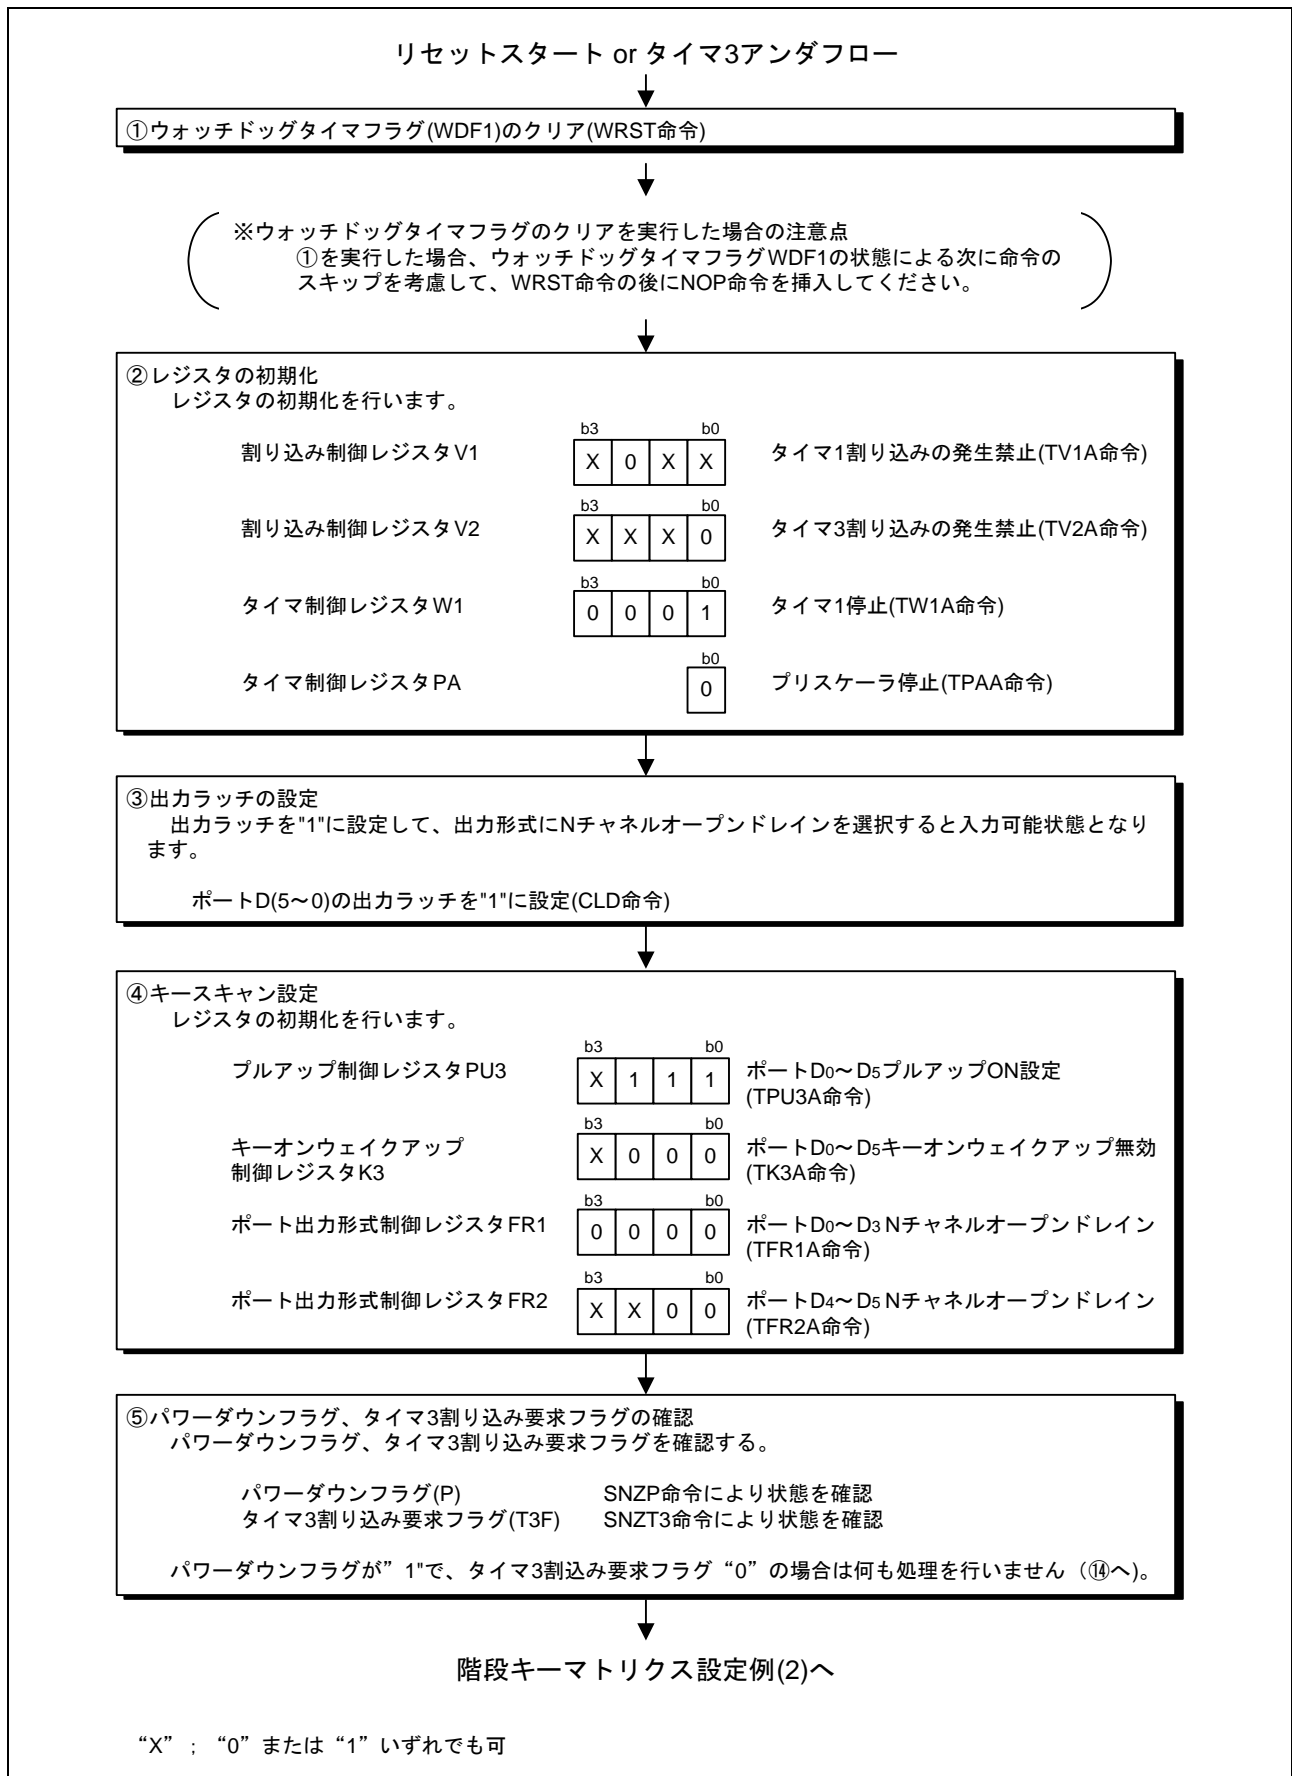 リセットスタート or タイマ3アンダフロー
①ウォッチドッグタイマフラグ(WDF1)のクリア(WRST命令)
※ウォッチドッグタイマフラグのクリアを実行した場合の注意点
①を実行した場合、ウォッチドッグタイマフラグWDF1の状態による次に命令の
スキップを考慮して、WRST命令の後にNOP命令を挿入してください。
②レジスタの初期化
レジスタの初期化を行います。
b3 b0
割り込み制御レジスタV1 X 0 X X タイマ1割り込みの発生禁止(TV1A命令)
b3 b0
割り込み制御レジスタV2 X X X 0 タイマ3割り込みの発生禁止(TV2A命令)
b3 b0
タイマ制御レジスタW1 0 0 0 1 タイマ1停止(TW1A命令)
b0
タイマ制御レジスタPA 0 プリスケーラ停止(TPAA命令)
③出力ラッチの設定
出力ラッチを"1"に設定して、出力形式にNチャネルオープンドレインを選択すると入力可能状態となり
ます。
ポートD(5～0)の出力ラッチを"1"に設定(CLD命令)
④キースキャン設定
レジスタの初期化を行います。
b3 b0
プルアップ制御レジスタPU3 X 1 1 1 ポートD0～D5プルアップON設定
(TPU3A命令)
b3 b0
キーオンウェイクアップ
制御レジスタK3 X 0 0 0 ポートD0～D5キーオンウェイクアップ無効
(TK3A命令)
b3 b0
ポート出力形式制御レジスタFR1 0 0 0 0 ポートD0～D3 Nチャネルオープンドレイン
(TFR1A命令)
b3 b0
ポート出力形式制御レジスタFR2 X X 0 0 ポートD4～D5 Nチャネルオープンドレイン
(TFR2A命令)
⑤パワーダウンフラグ、タイマ3割り込み要求フラグの確認
パワーダウンフラグ、タイマ3割り込み要求フラグを確認する。
パワーダウンフラグ(P) SNZP命令により状態を確認
タイマ3割り込み要求フラグ(T3F) SNZT3命令により状態を確認
パワーダウンフラグが”1"で、タイマ3割込み要求フラグ“0”の場合は何も処理を行いません（⑭へ)。
階段キーマトリクス設定例(2)へ
“X” ; “0”または“1”いずれでも可